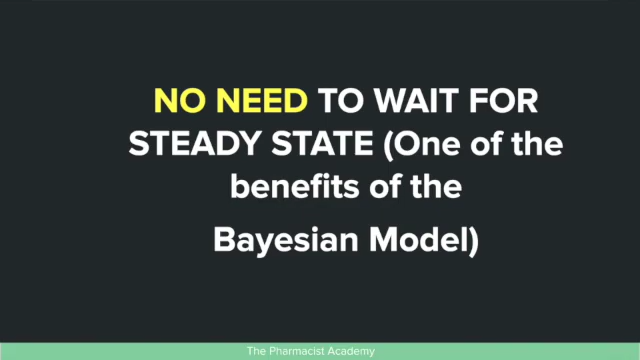 NO NEED TO WAIT FOR
STEADY STATE (One of the
benefits of the
Bayesian Model)
The Pharmacist Academy